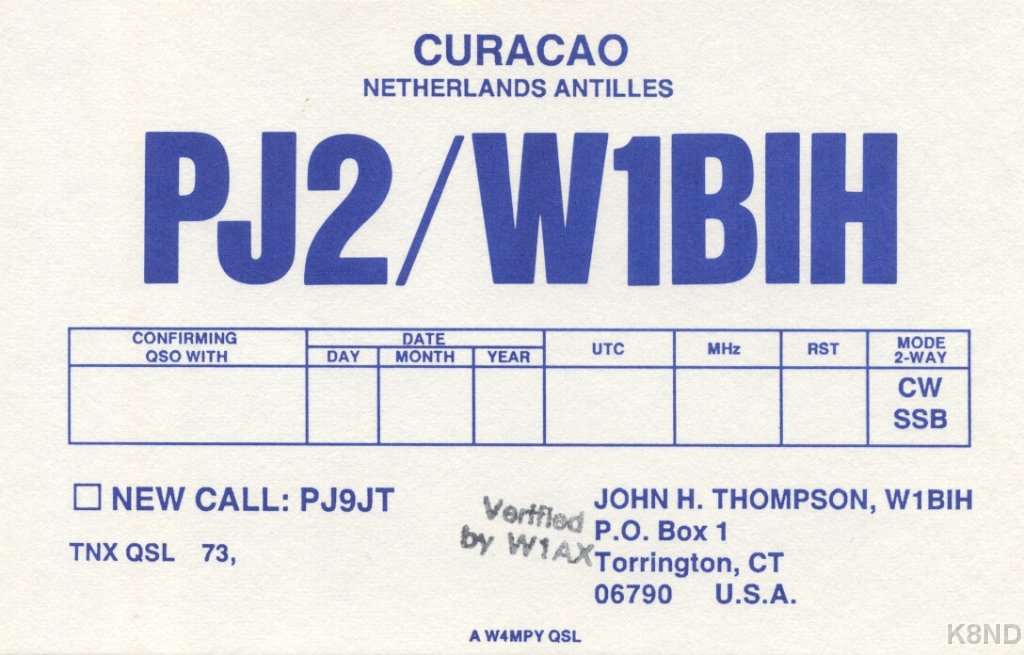 CURACAO
NETHERLANDS ANTILLES
PJ2/W1BIH
CONFIRMING QSO WITH
DATE
DAY MONTH YEAR
UTC
MHz
RST
MODE 2-WAY
CW
SSB
NEW CALL: PJ9JT
TNX QSL 73,
Verified
by W1AX
JOHN H. THOMPSON, W1BIH
P.O. Box 1
Torrington, CT
06790 U.S.A.
A W4MPY QSL
K8ND